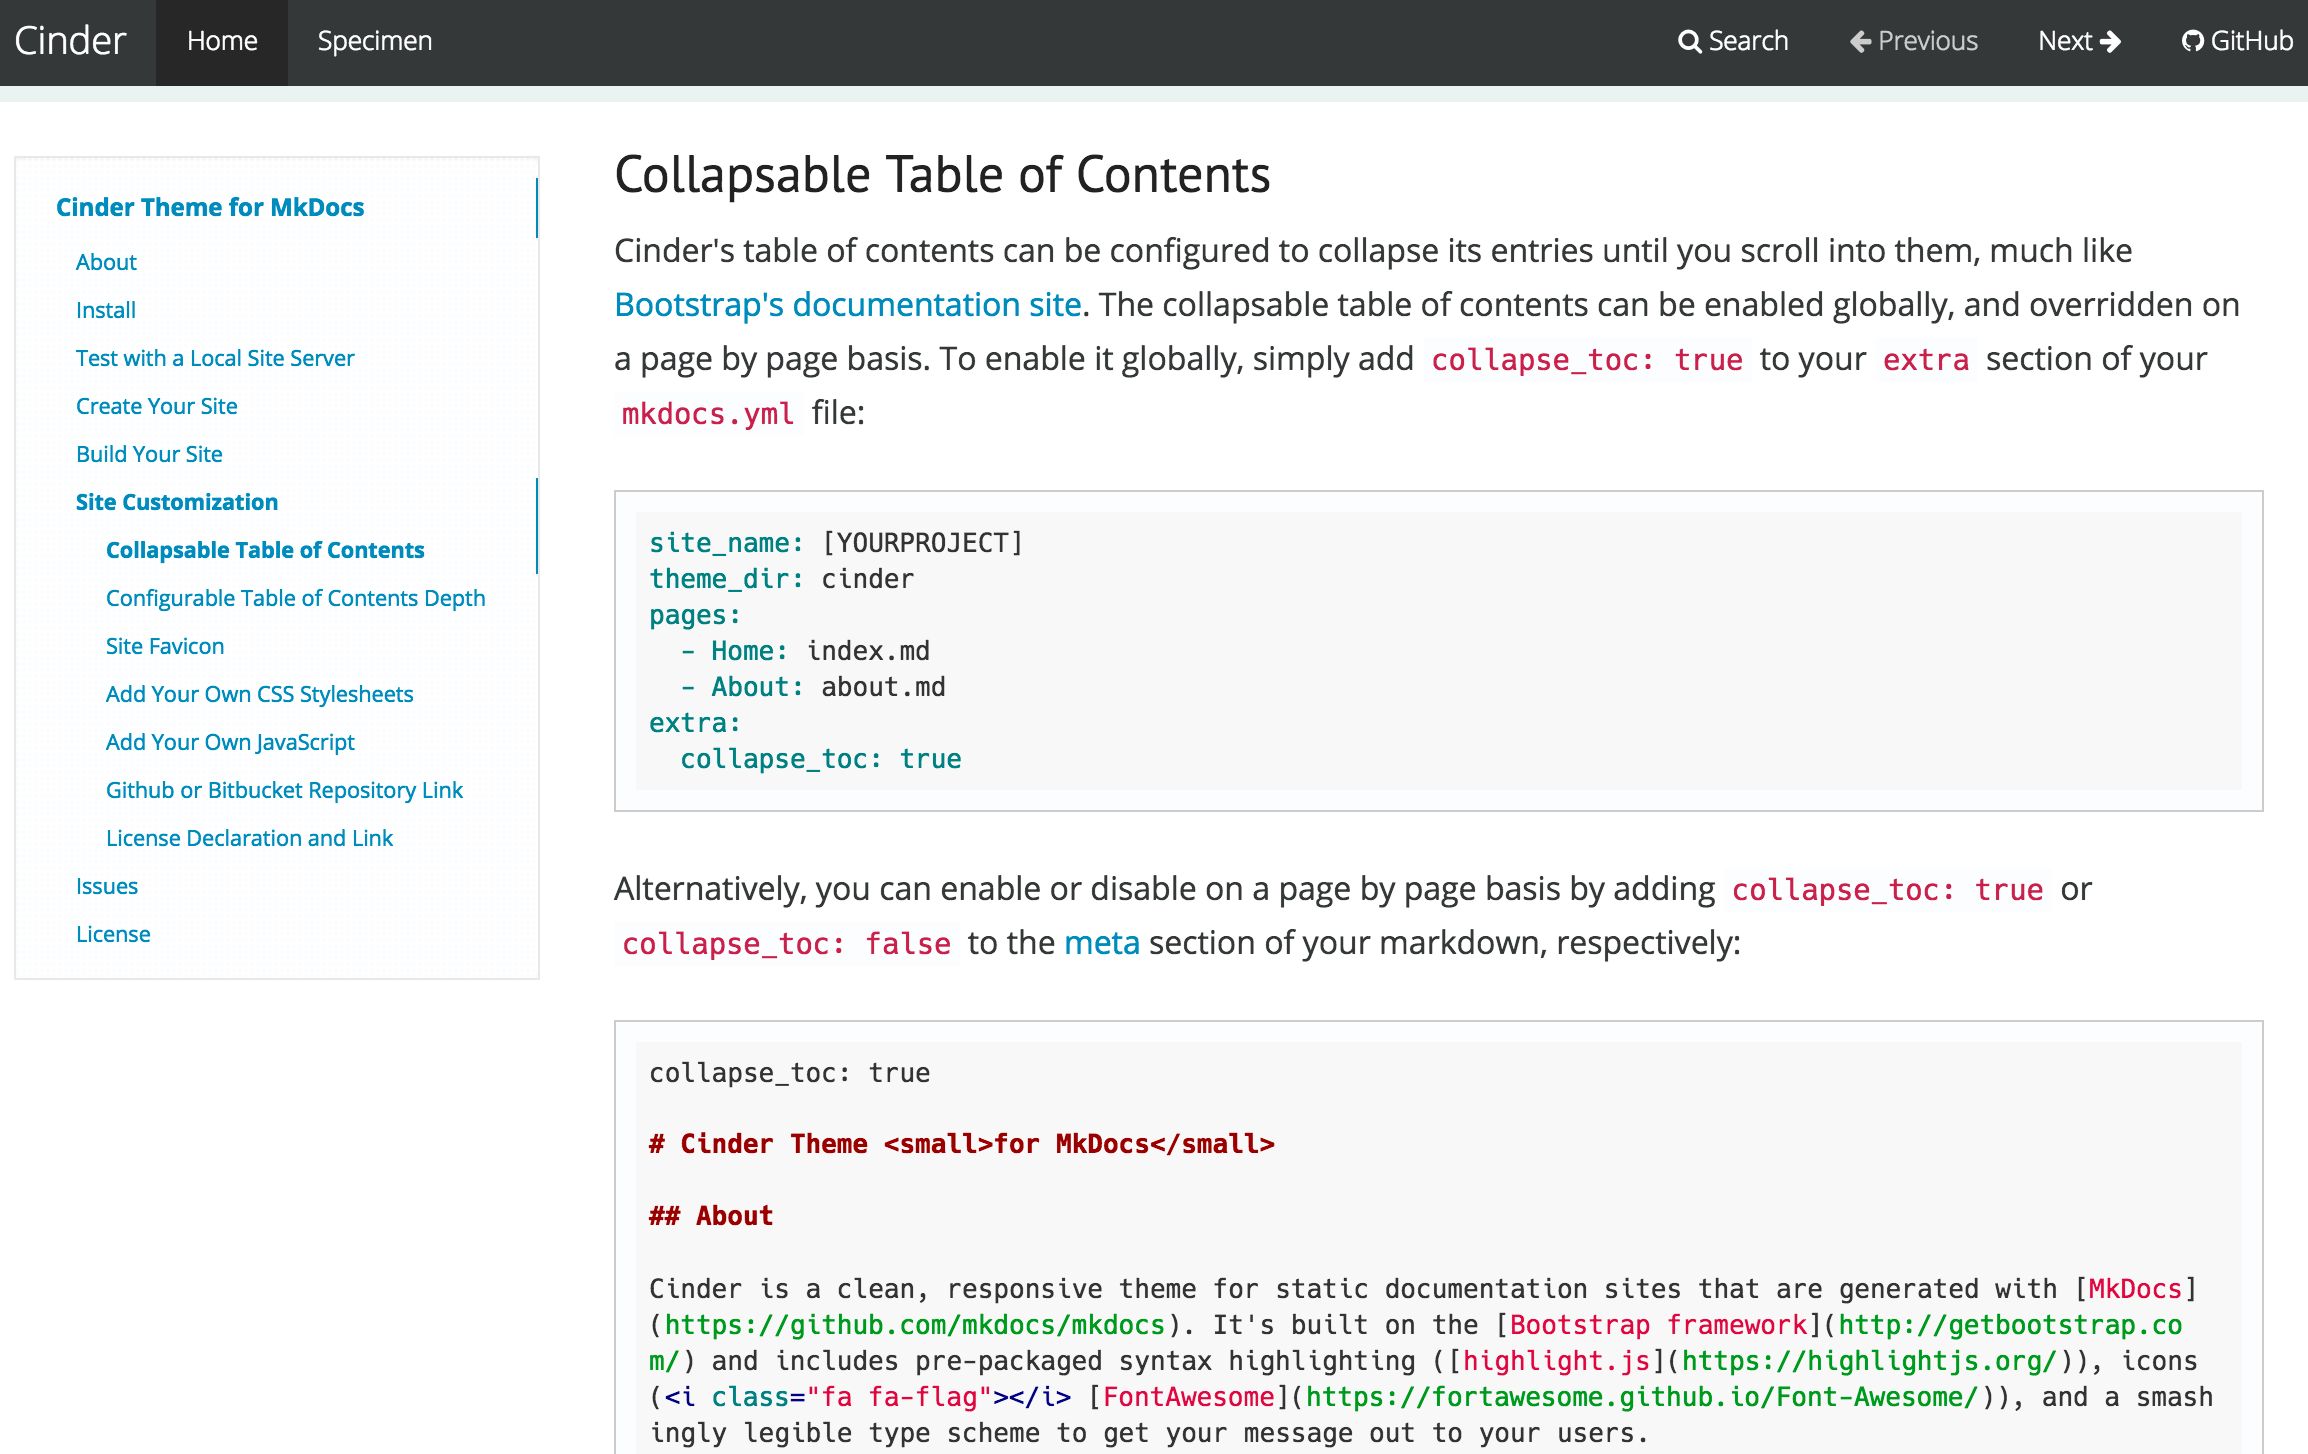 Cinder Home Specimen Search Previous Next GitHub
Cinder Theme for MkDocs
About
Install
Test with a Local Site Server
Create Your Site
Build Your Site
Site Customization
Collapsable Table of Contents
Configurable Table of Contents Depth
Site Favicon
Add Your Own CSS Stylesheets
Add Your Own JavaScript
Github or Bitbucket Repository Link
License Declaration and Link
Issues
License
Collapsable Table of Contents
Cinder's table of contents can be configured to collapse its entries until you scroll into them, much like
Bootstrap's documentation site. The collapsable table of contents can be enabled globally, and overridden on
a page by page basis. To enable it globally, simply add collapse_toc: true to your extra section of your
mkdocs.yml file:
site_name: [YOURPROJECT]
theme_dir: cinder
pages:
  - Home: index.md
  - About: about.md
extra:
  collapse_toc: true
Alternatively, you can enable or disable on a page by page basis by adding collapse_toc: true or
collapse_toc: false to the meta section of your markdown, respectively:
collapse_toc: true
# Cinder Theme <small>for MkDocs</small>
## About
Cinder is a clean, responsive theme for static documentation sites that are generated with [MkDocs]
(https://github.com/mkdocs/mkdocs). It's built on the [Bootstrap framework](http://getbootstrap.co
m/) and includes pre-packaged syntax highlighting ([highlight.js](https://highlightjs.org/)), icons
(<i class="fa fa-flag"></i> [FontAwesome](https://fortawesome.github.io/Font-Awesome/)), and a smash
ingly legible type scheme to get your message out to your users.